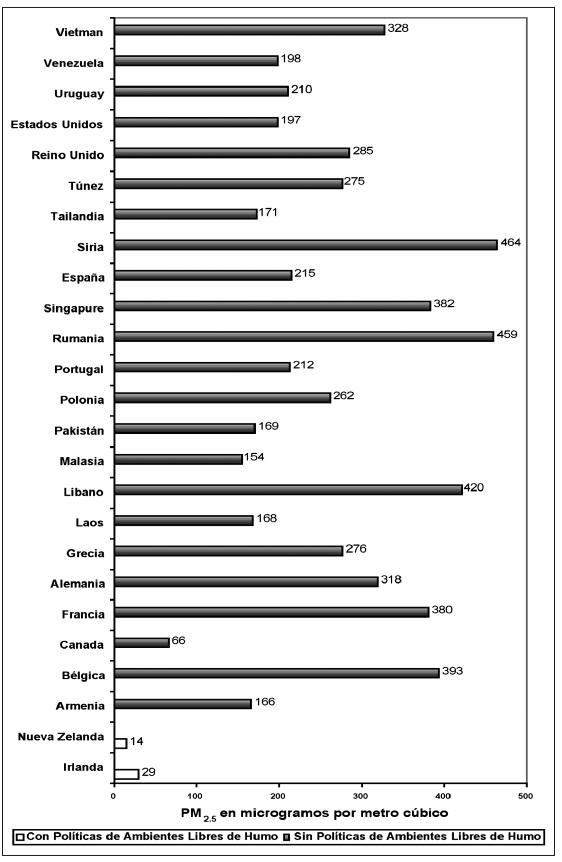 Vietman 328
Venezuela 198
Uruguay 210
Estados Unidos 197
Reino Unido 285
Túnez 275
Tailandia 171
Siria 464
España 215
Singapure 382
Rumania 459
Portugal 212
Polonia 262
Pakistán 169
Malasia 154
Libano 420
Laos 168
Grecia 276
Alemania 318
Francia 380
Canada 66
Bélgica 393
Armenia 166
Nueva Zelanda 14
Irlanda 29
0 100 200 300 400 500
PM2.5 en microgramos por metro cúbico
Con Políticas de Ambientes Libres de Humo Sin Políticas de Ambientes Libres de Humo